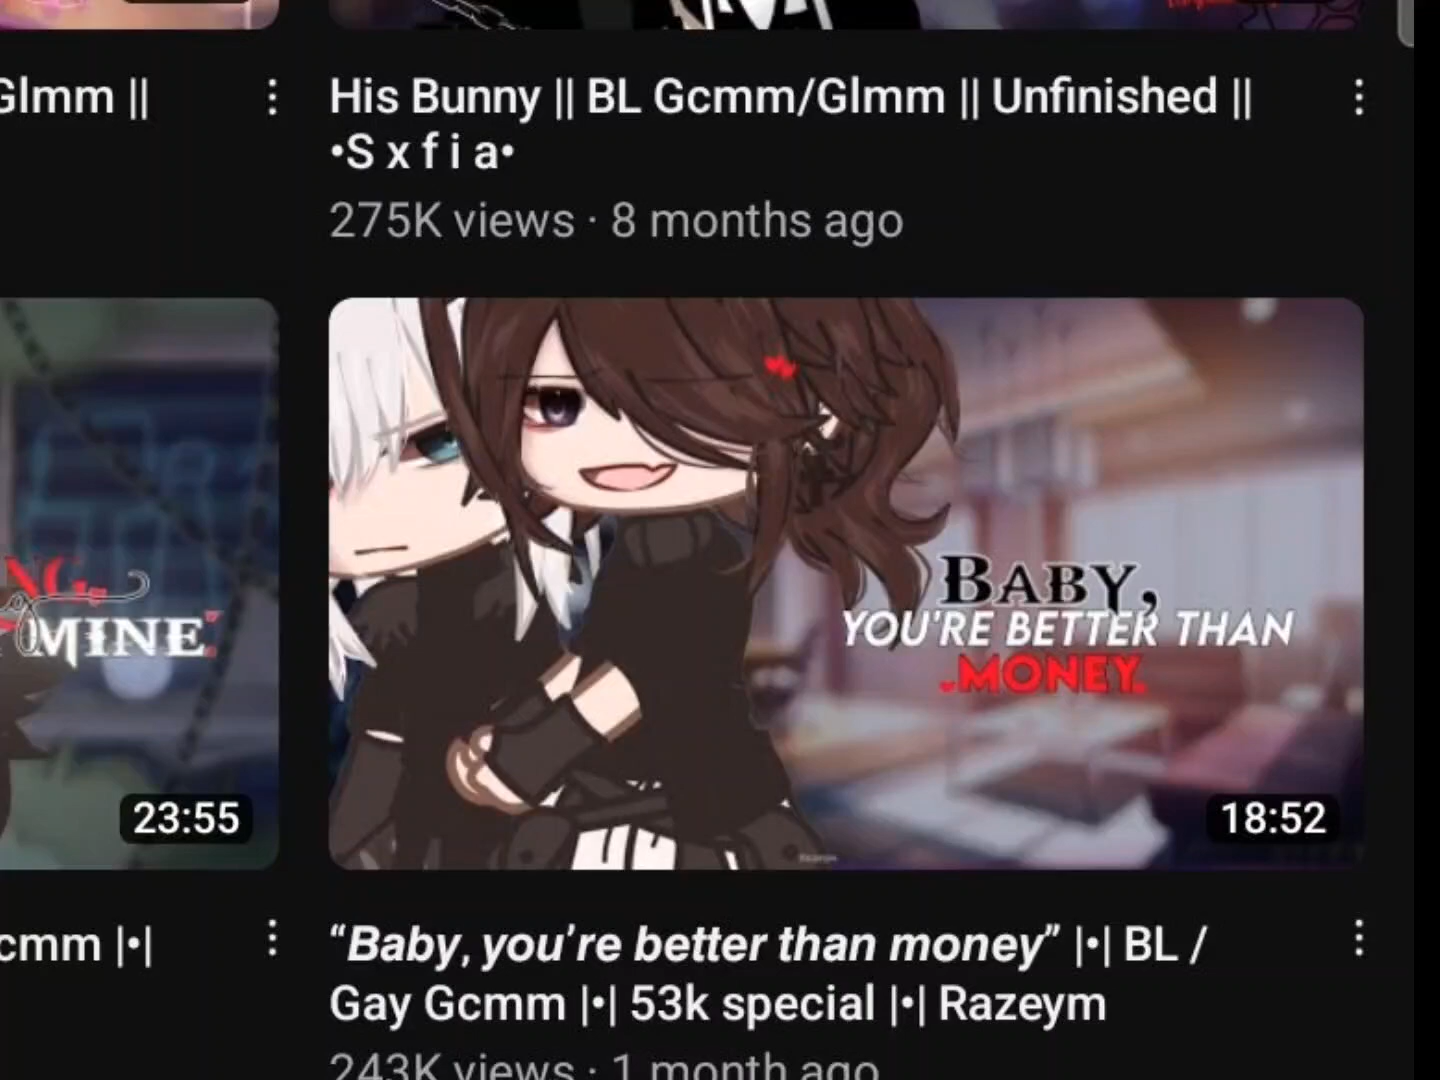 Glmm ||
His Bunny || BL Gcmm/Glmm || Unfinished ||
•S x f i a•
275K views · 8 months ago
NG,
MINE
23:55
BABY,
YOU'RE BETTER THAN
MONEY.
18:52
cmm |•|
“Baby, you’re better than money” |•| BL /
Gay Gcmm |•| 53k special |•| Razeym
243K views · 1 month ago